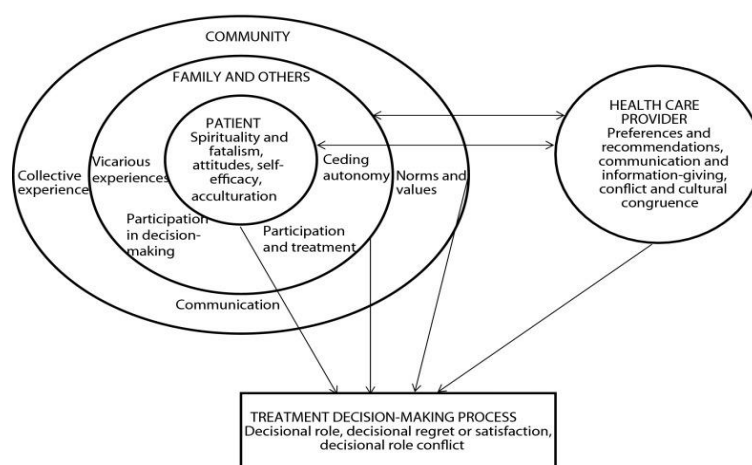 COMMUNITY
FAMILY AND OTHERS
PATIENT
Spirituality and
fatalism,
attitudes, self-
efficacy,
acculturation
Collective
experience
Vicarious
experiences
Ceding
autonomy
Norms and
values
Participation
in decision-
making
Participation
and treatment
Communication
HEALTH CARE
PROVIDER
Preferences and
recommendations,
communication and
information-giving,
conflict and cultural
congruence
TREATMENT DECISION-MAKING PROCESS
Decisional role, decisional regret or satisfaction,
decisional role conflict